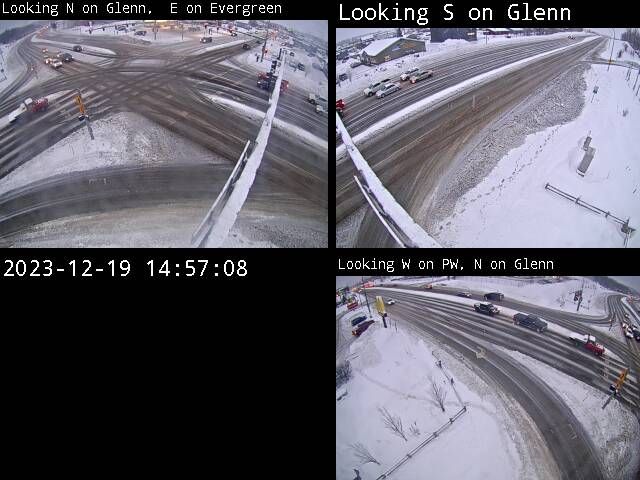 Looking N on Glenn,  E on Evergreen
Looking S on Glenn
2023-12-19 14:57:08
Looking W on PW, N on Glenn